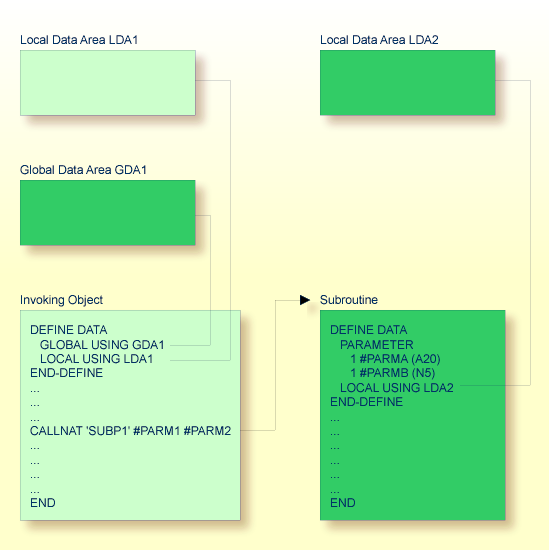 Local Data Area LDA1
Local Data Area LDA2
Global Data Area GDA1
Invoking Object
DEFINE DATA
GLOBAL USING GDA1
LOCAL USING LDA1
END-DEFINE
...
...
...
CALLNAT 'SUBP1' #PARM1 #PARM2
...
...
...
...
END
Subroutine
DEFINE DATA
PARAMETER
1 #PARMA (A20)
1 #PARMB (N5)
LOCAL USING LDA2
END-DEFINE
...
...
...
...
...
...
END